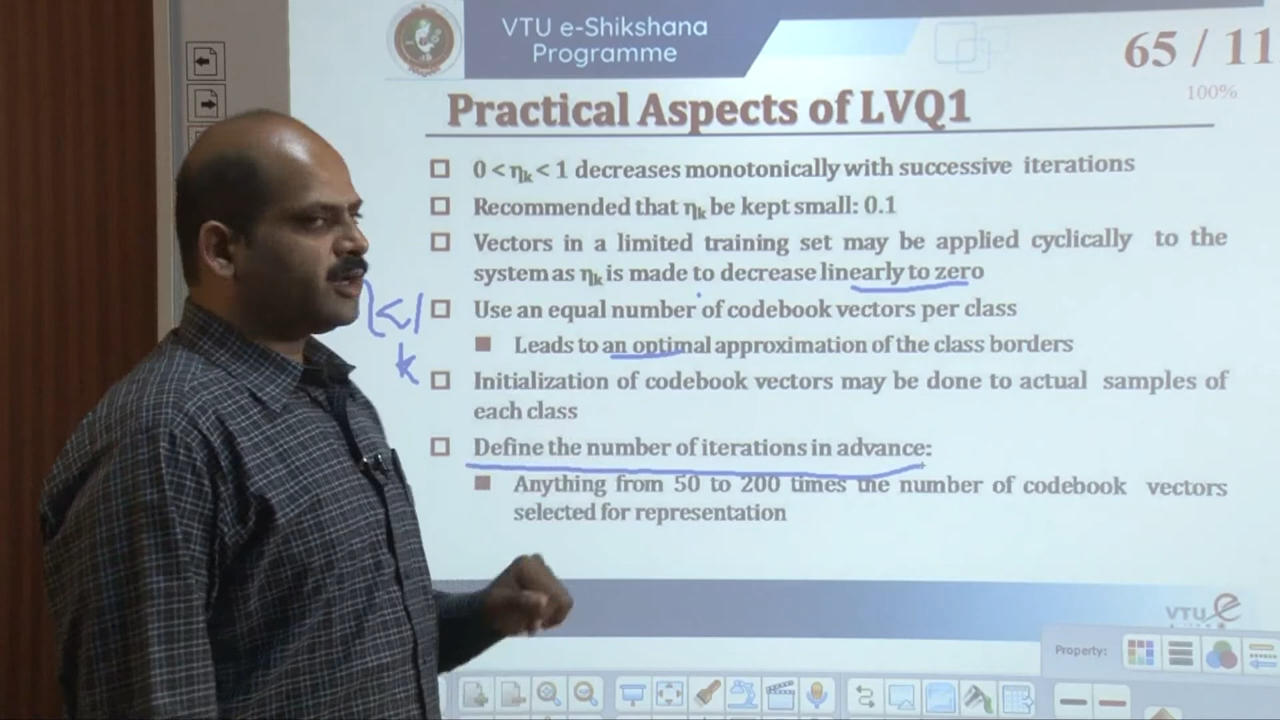 VTU e-Shikshana
Programme
65 / 11
100%
Practical Aspects of LVQ1
0 < ηk < 1 decreases monotonically with successive iterations
Recommended that ηk be kept small: 0.1
Vectors in a limited training set may be applied cyclically to the
system as ηk is made to decrease linearly to zero
<1
Use an equal number of codebook vectors per class
Leads to an optimal approximation of the class borders
k
Initialization of codebook vectors may be done to actual samples of
each class
Define the number of iterations in advance:
Anything from 50 to 200 times the number of codebook vectors
selected for representation
VTU e
Property: